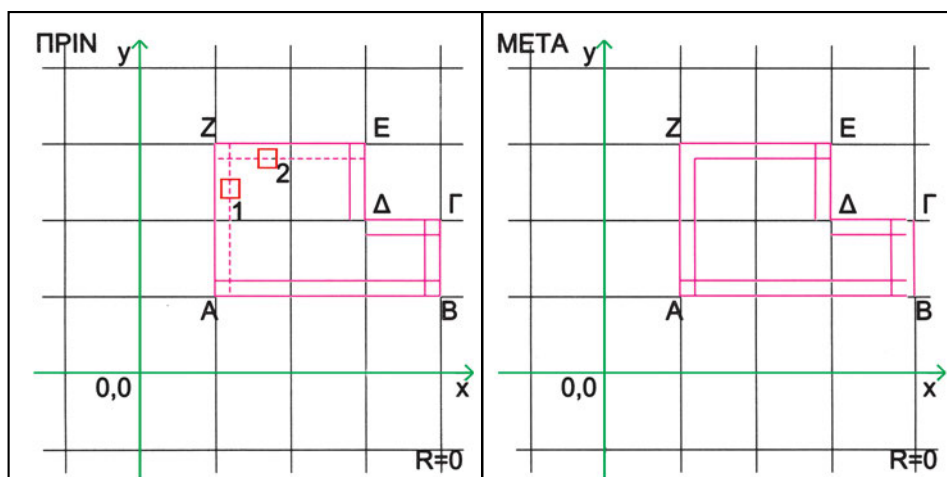 ΠΡΙΝ
y
Ζ
Ε
2
1
Δ
Γ
Α
Β
0,0
x
R=0
ΜΕΤΑ
y
Ζ
Ε
Δ
Γ
Α
Β
0,0
x
R=0